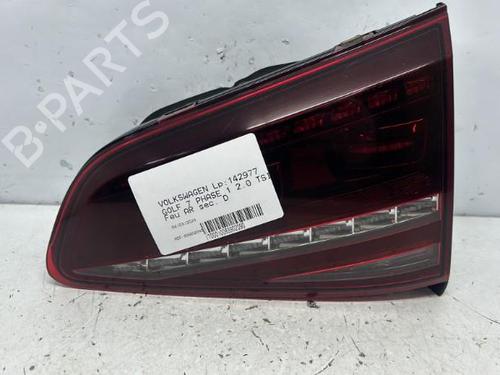 B-PARTS
VOLKSWAGEN Lp:142977
GOLF 7 PHASE 1 2.0 TSI
Feu AR sec. D